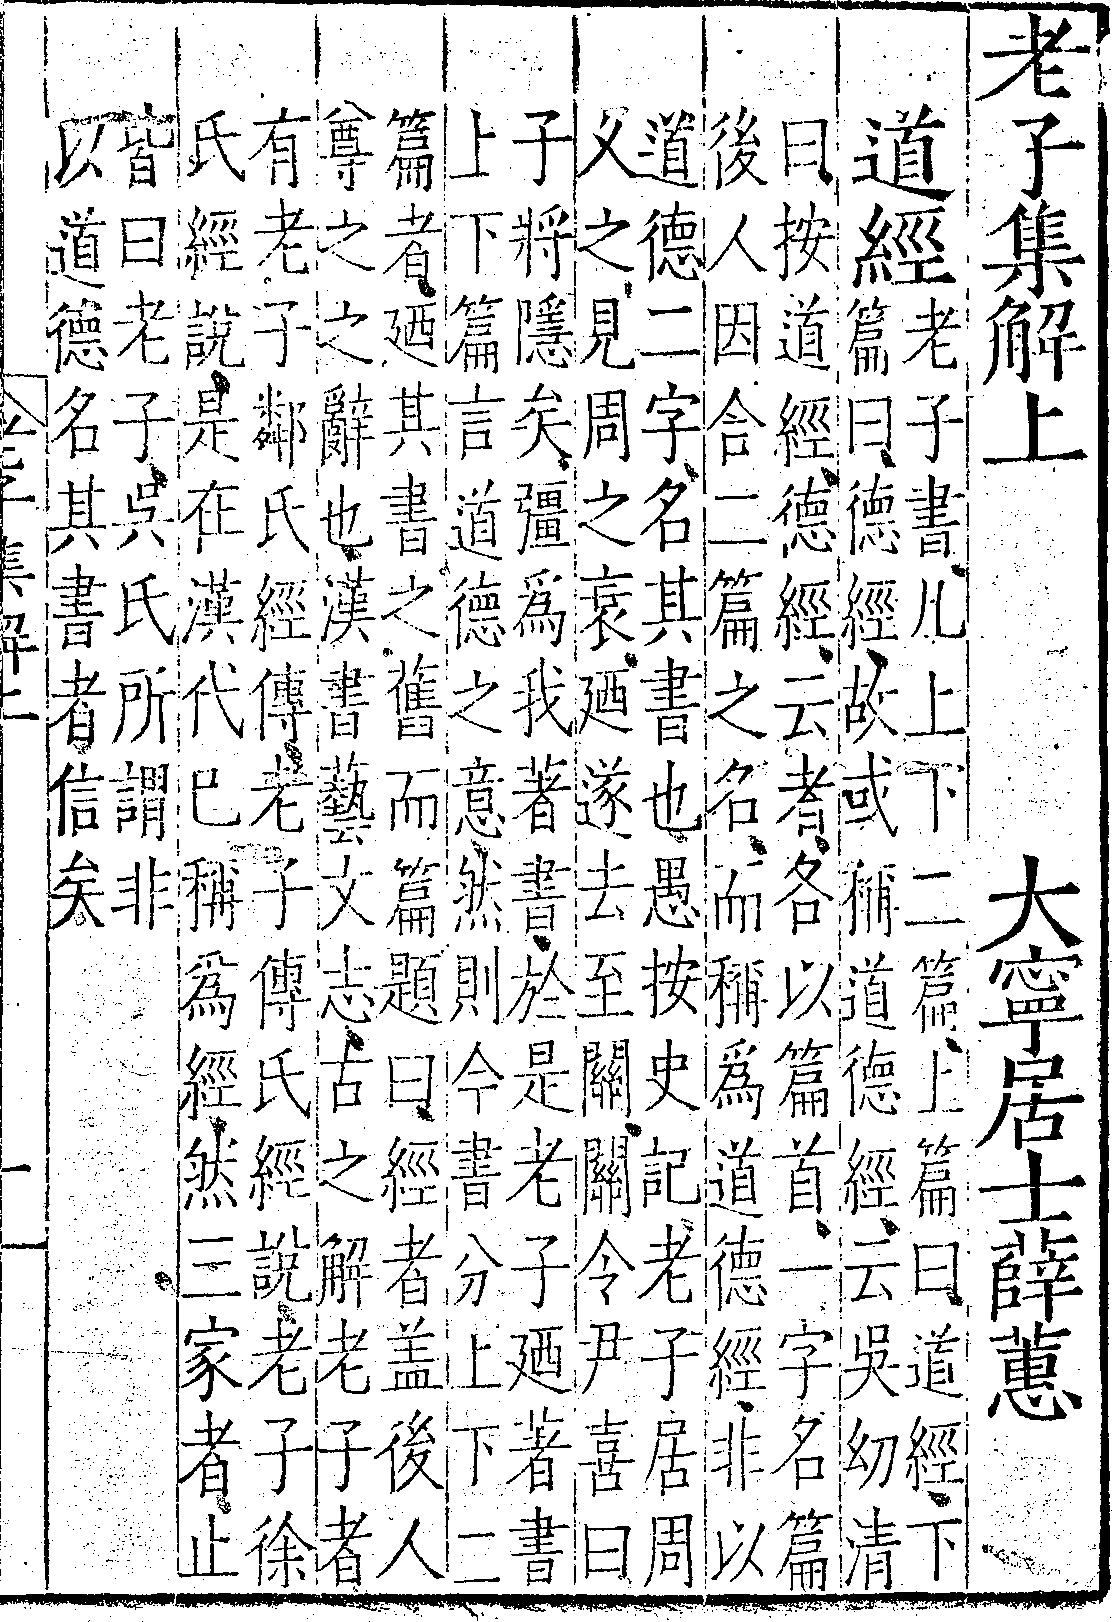 老子集解上
大寧居士薛蕙
道經
老子書凡上下二篇上篇曰道經下
篇曰德經故或稱道德經云吳幼清
曰按道經德經云者各以篇首一字名篇
後人因合二篇之名而稱爲道德經非以
道德二字名其書也愚按史記老子居周
乆之見周之衰廼遂去至關關令尹喜曰
子將隱矣彊爲我著書於是老子廼著書
上下篇言道德之意然則今書分上下二
篇者廼其書之舊而篇題曰經者盖後人
尊之之辭也漢書藝文志古之解老子者
有老子鄰氏經傳老子傳氏經說老子徐
氏經說是在漢代已稱爲經然三家者止
皆曰老子吳氏所謂非
以道德名其書者信矣
老子集解上
一